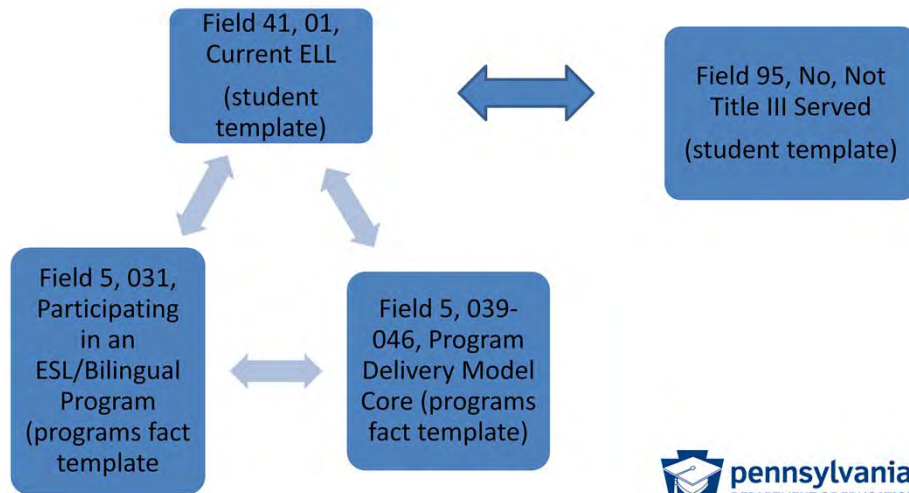 Field 41, 01,
Current ELL
(student
template)
Field 95, No, Not
Title III Served
(student template)
Field 5, 031,
Participating
in an
ESL/Bilingual
Program
(programs fact
template
Field 5, 039-
046, Program
Delivery Model
Core (programs
fact template)
pennsylvania